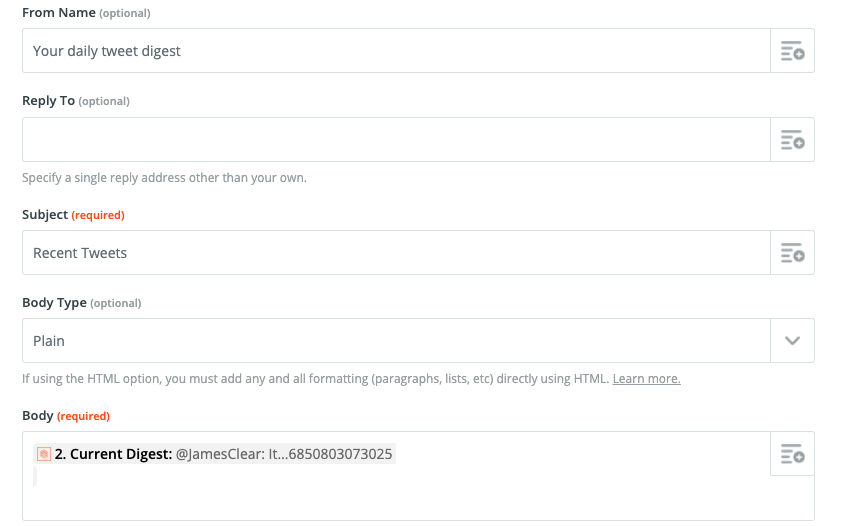 From Name (optional)
Your daily tweet digest
Reply To (optional)
Specify a single reply address other than your own.
Subject (required)
Recent Tweets
Body Type (optional)
Plain
If using the HTML option, you must add any and all formatting (paragraphs, lists, etc) directly using HTML. Learn more.
Body (required)
2. Current Digest: @JamesClear: It...6850803073025